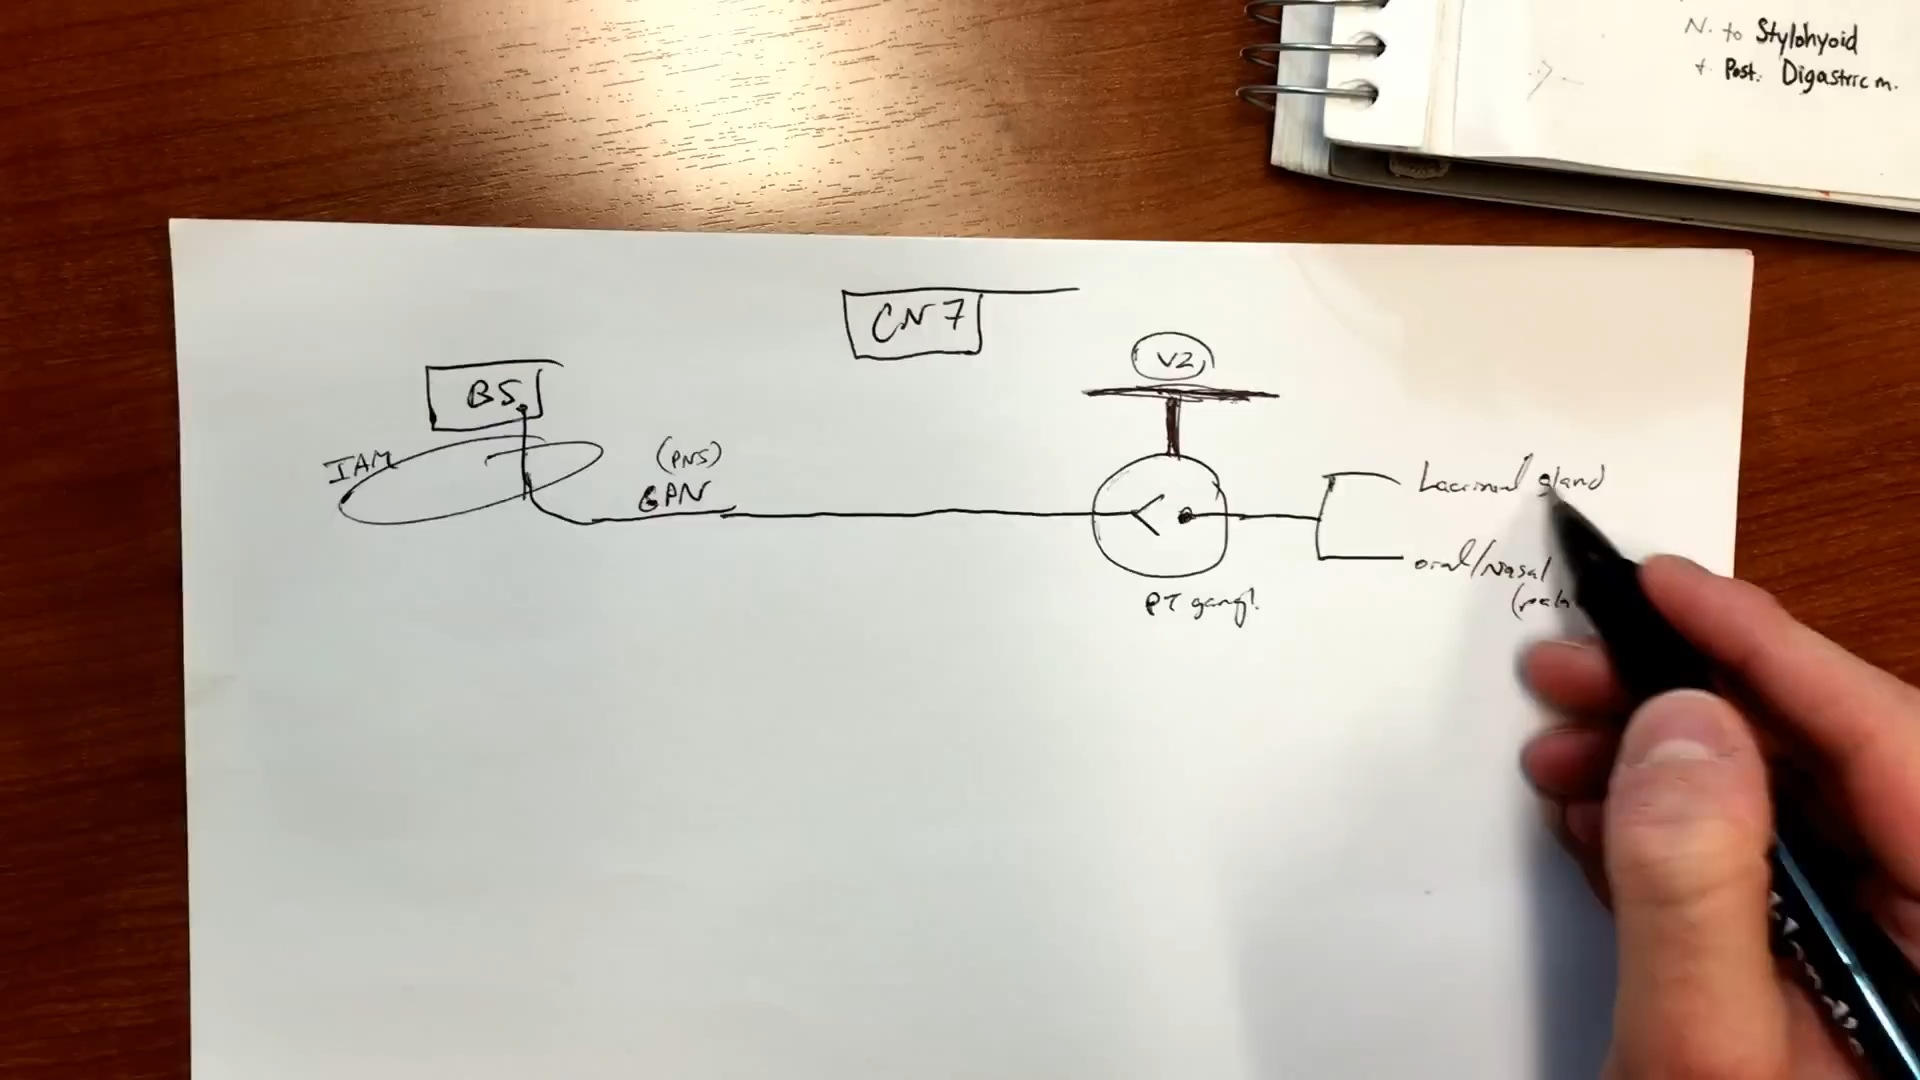 N. to Stylohyoid
+ Post. Digastric m.
CN 7
V2
BS
IAM
(PNS)
GPN
Lacrimal gland
oral/Nasal
PT gangl.